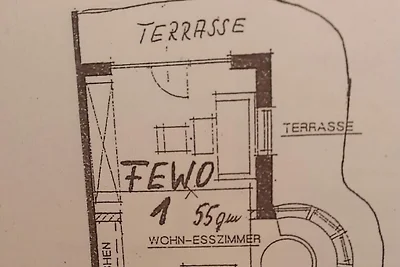 TERRASSE
TERRASSE
FEWO
1 55qm
WOHN-ESSZIMMER